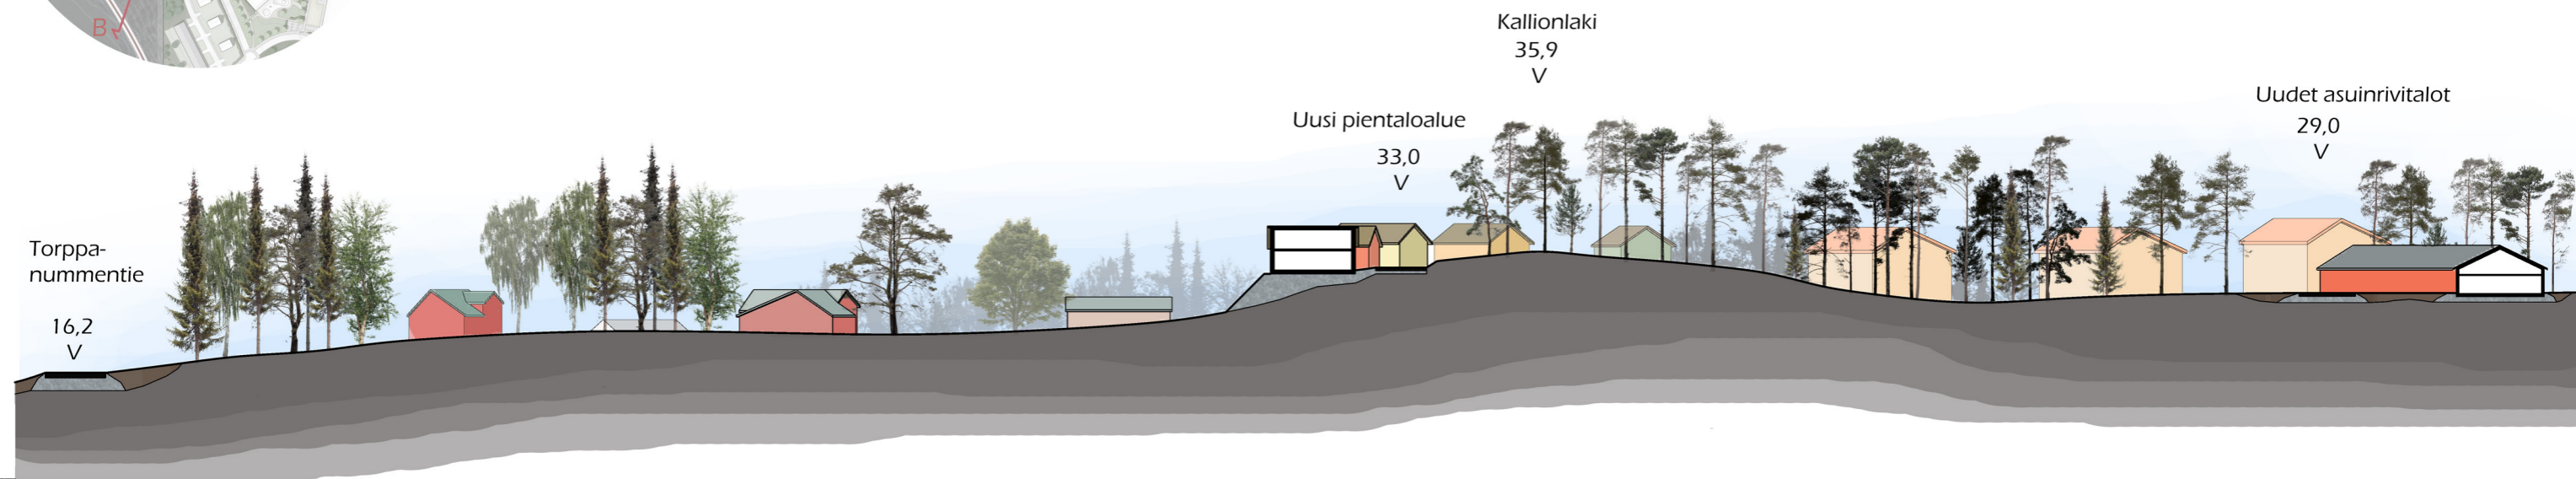 B
Kallionlaki
35,9
V
Uusi pientaloalue
33,0
V
Uudet asuinrivitalot
29,0
V
Torppa-
nummentie
16,2
V